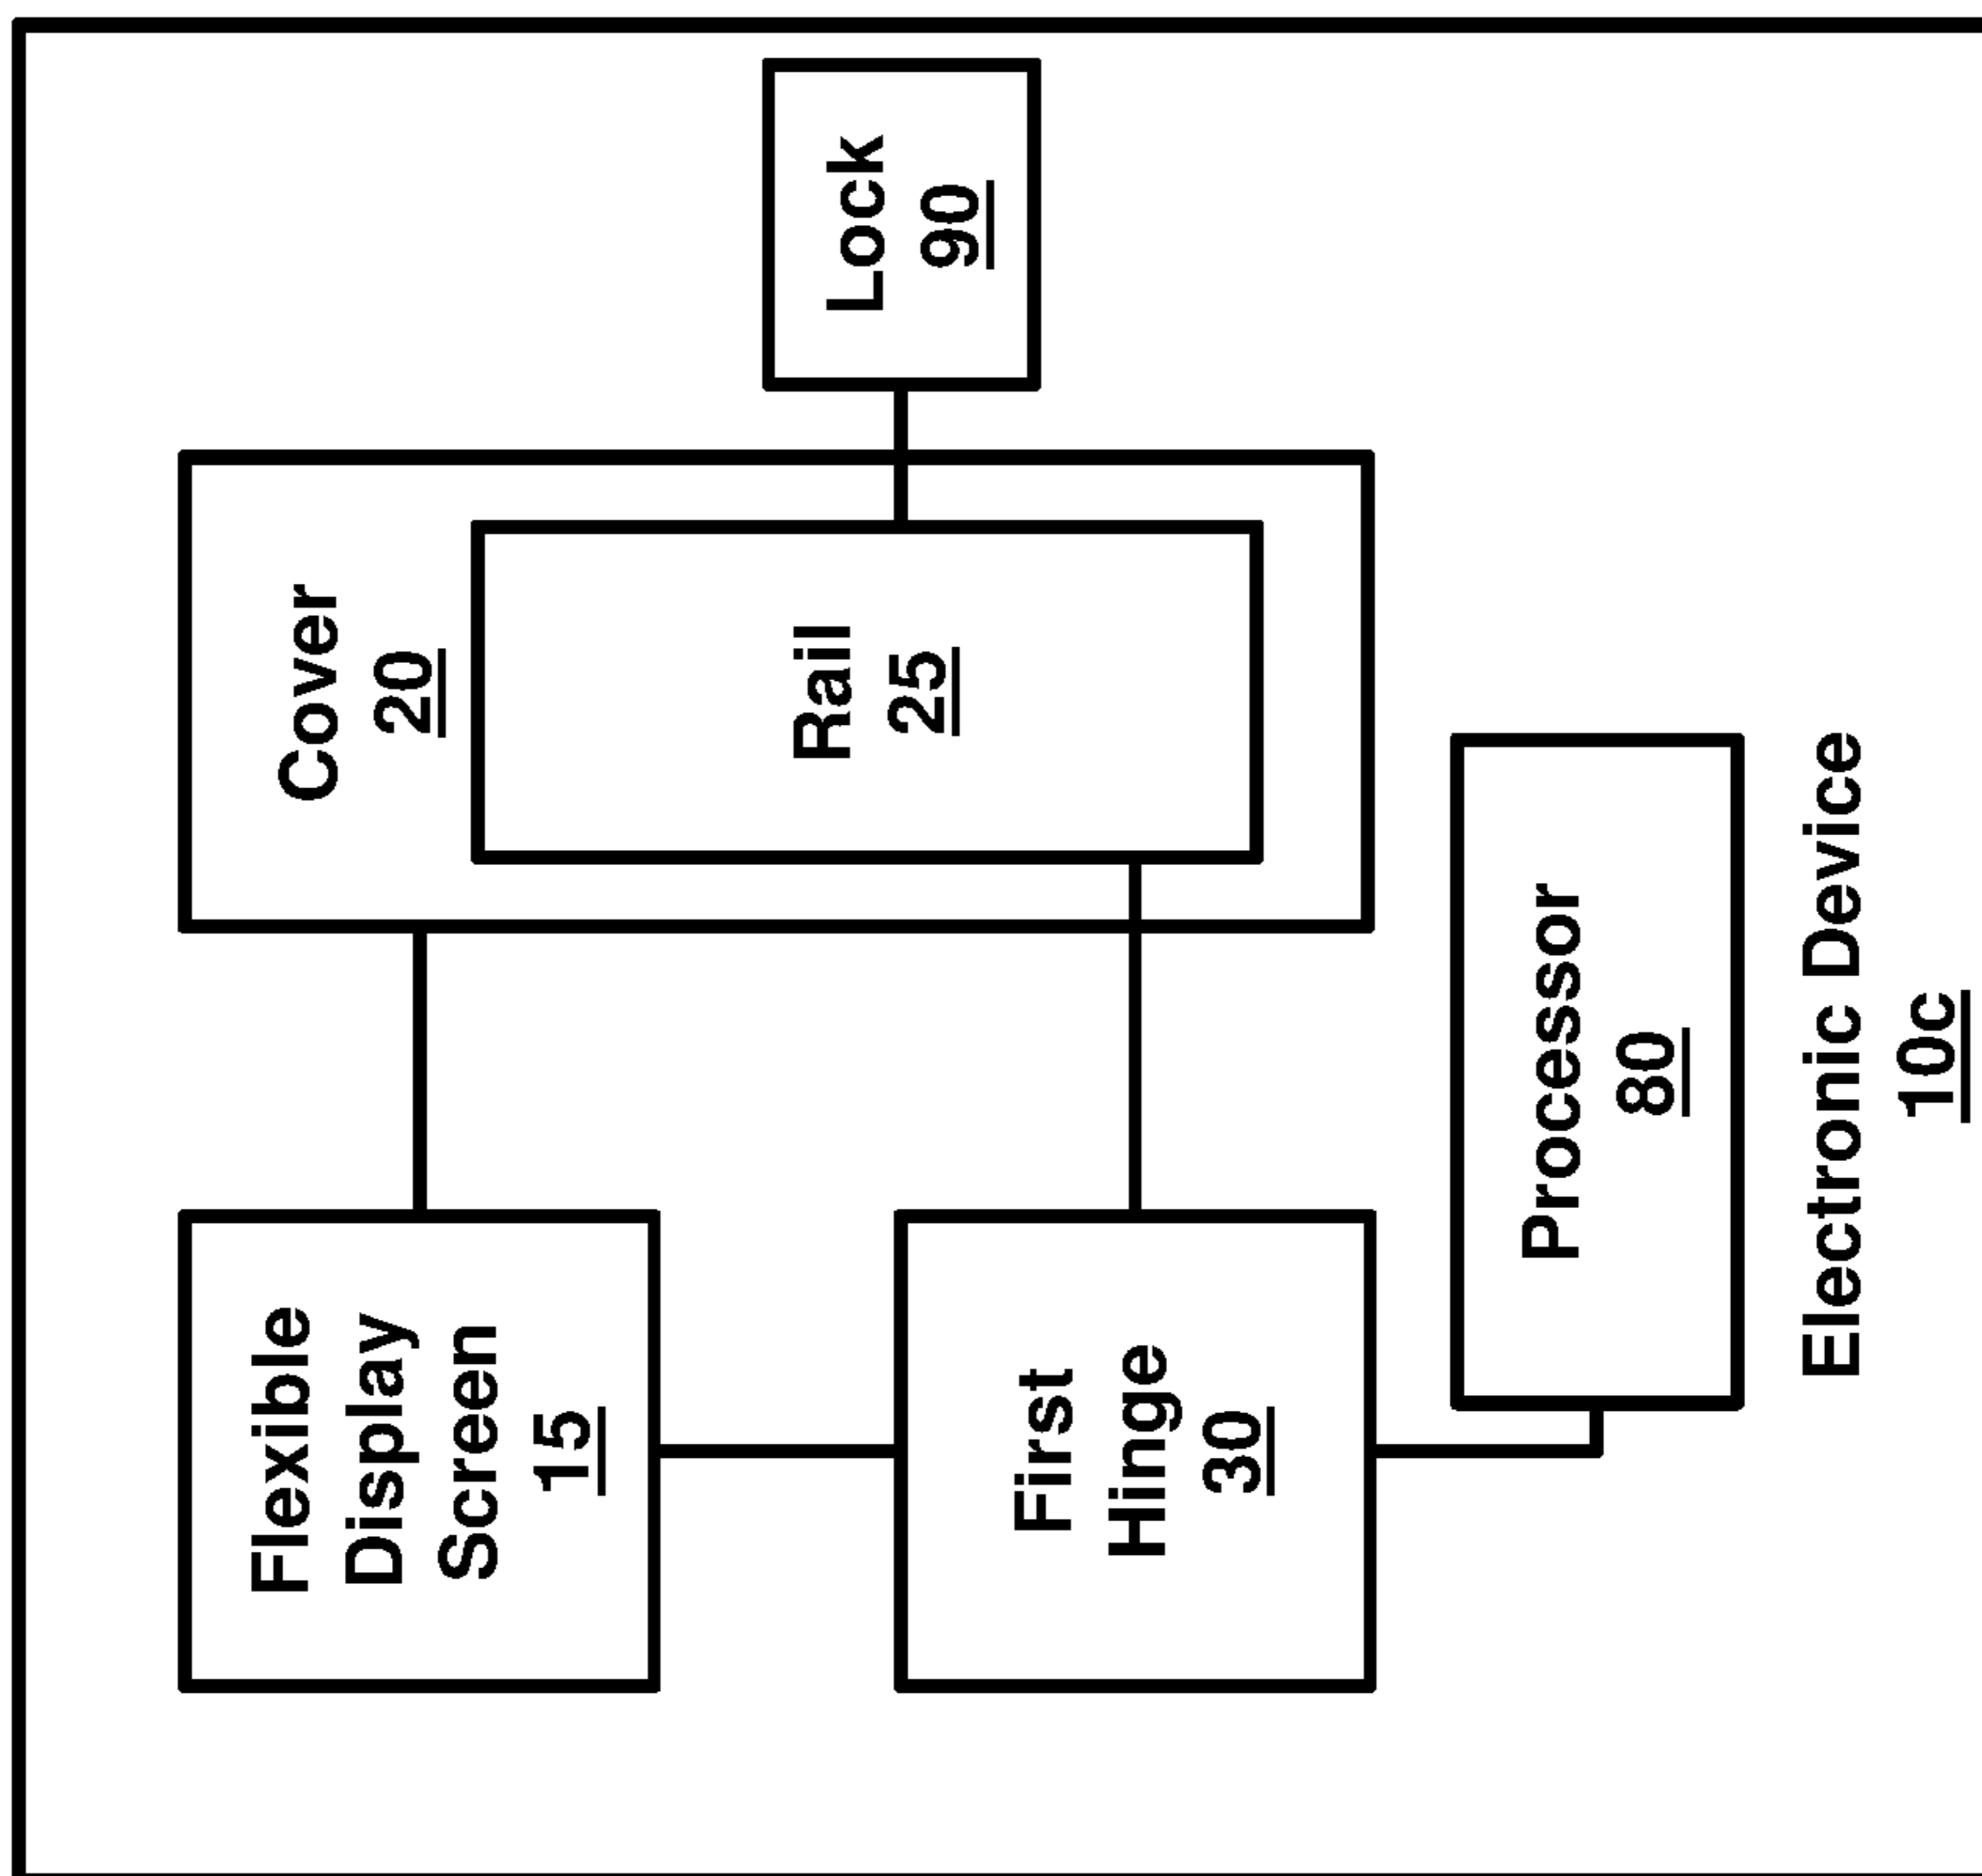 Flexible
Display
Screen
15
Cover
20
Rail
25
Lock
90
First
Hinge
30
Processor
80
Electronic Device
10c